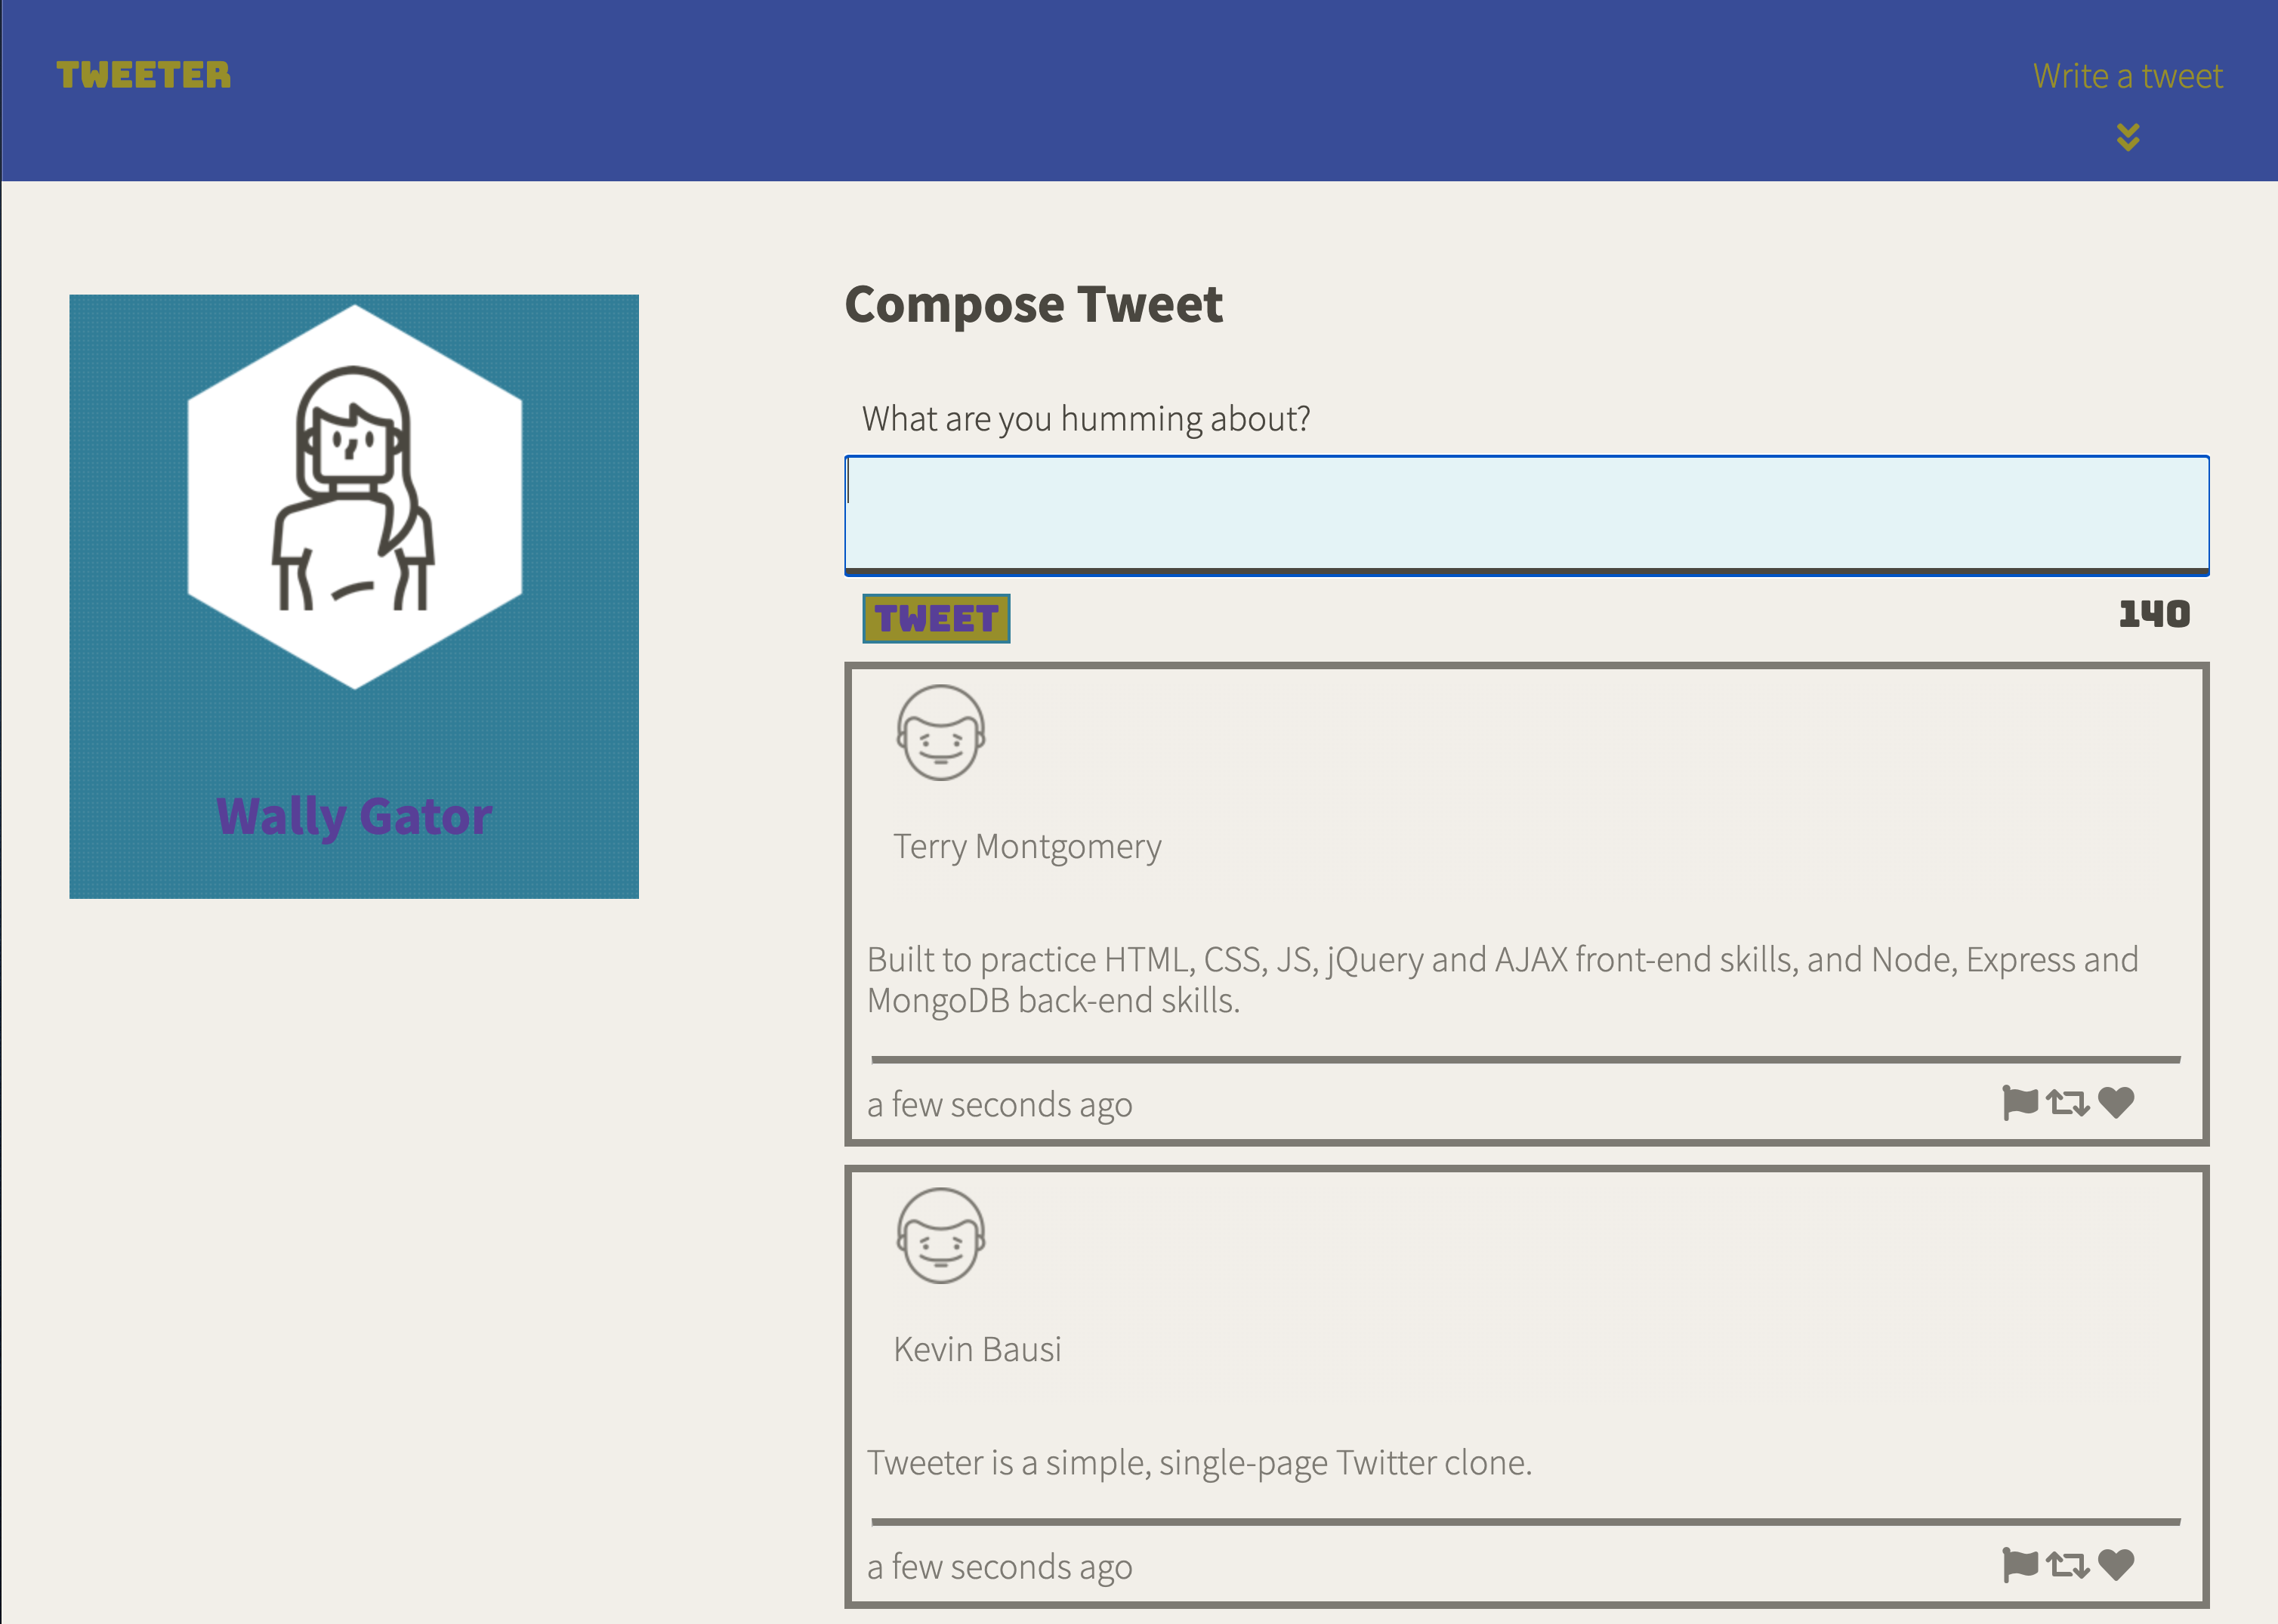 TWEETER
Write a tweet
Wally Gator
Compose Tweet
What are you humming about?
TWEET
140
Terry Montgomery
Built to practice HTML, CSS, JS, jQuery and AJAX front-end skills, and Node, Express and
MongoDB back-end skills.
a few seconds ago
Kevin Bausi
Tweeter is a simple, single-page Twitter clone.
a few seconds ago